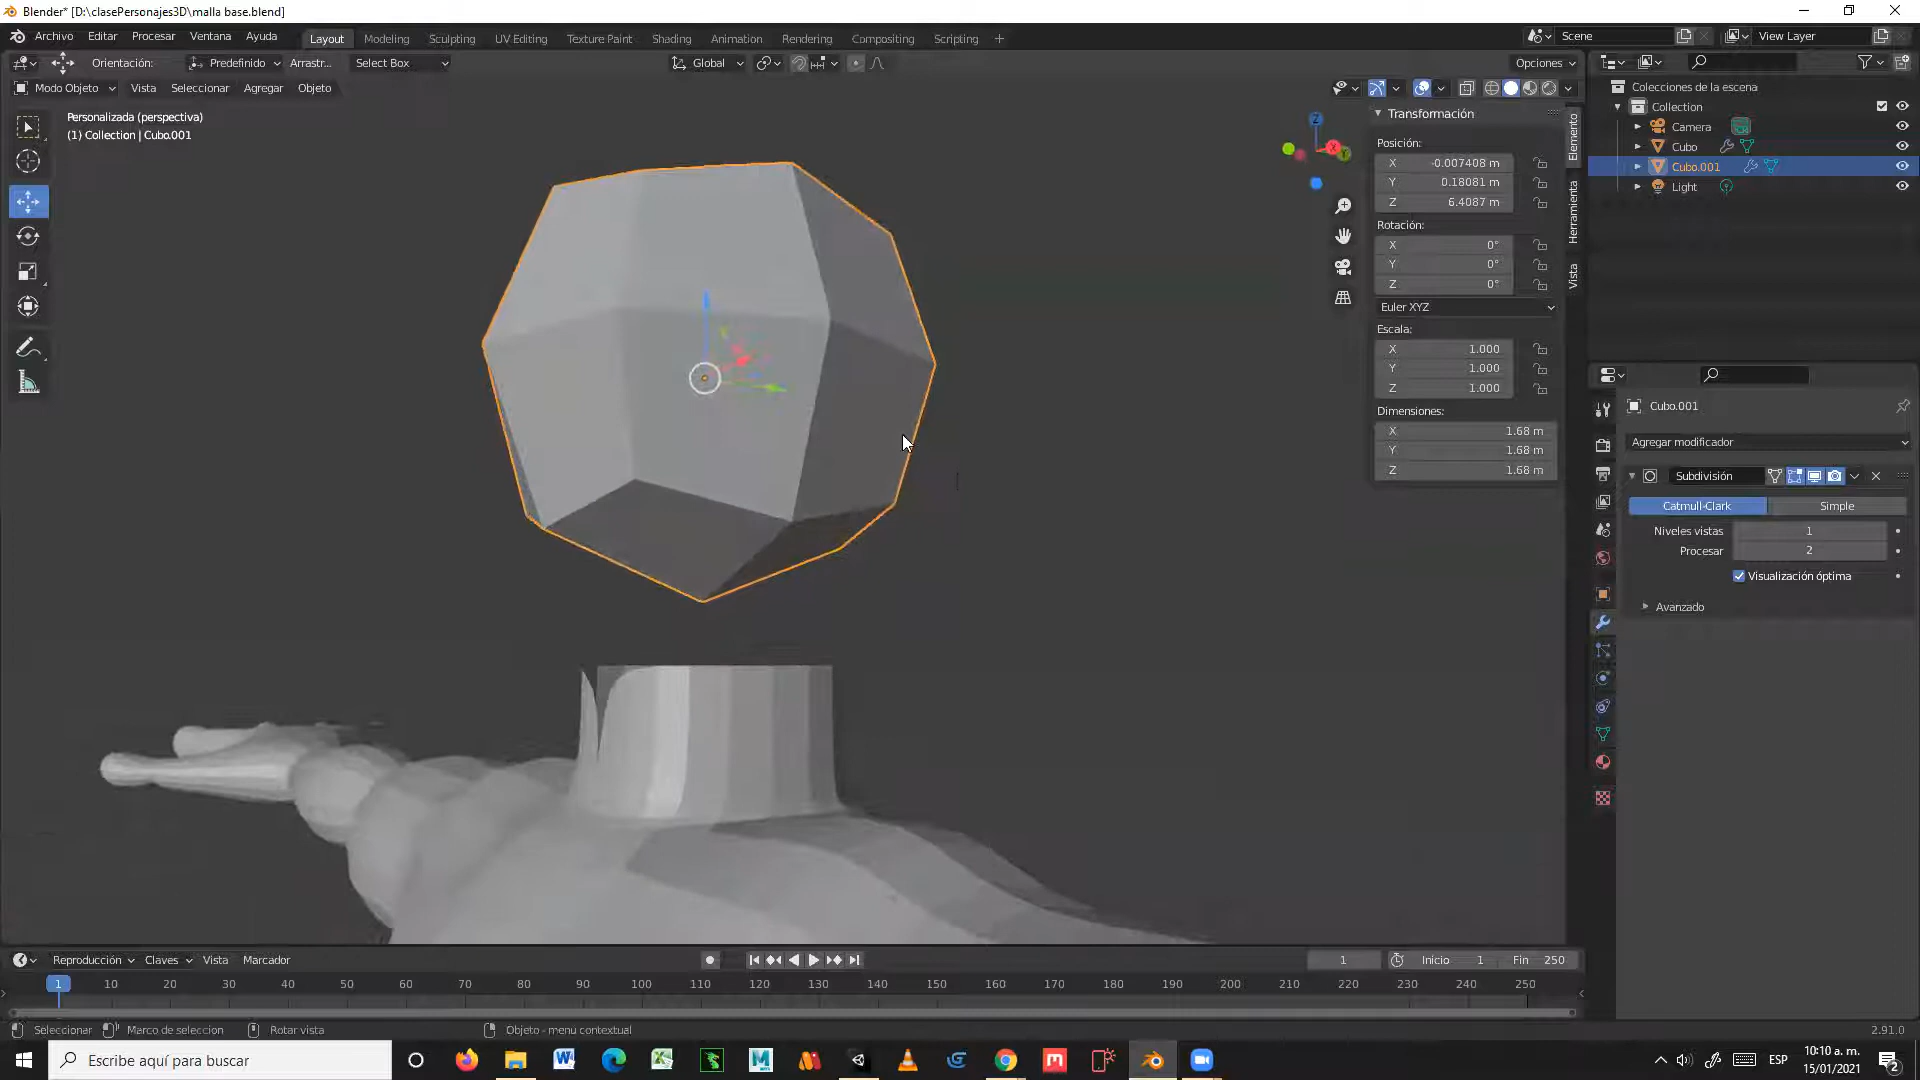 Blender* [D:\clasePersonajes3D\malla base.blend]
Archivo Editar Procesar Ventana Ayuda Layout Modeling Sculpting UV Editing Texture Paint Shading Animation Rendering Compositing Scripting + Scene View Layer
Orientación: Predefinido Arrastr... Select Box Global Opciones
Modo Objeto Vista Seleccionar Agregar Objeto
Personalizada (perspectiva)
(1) Collection | Cubo.001
Z
X
Y
Transformación
Posición:
X -0.007408 m
Y 0.18081 m
Z 6.4087 m
Rotación:
X 0°
Y 0°
Z 0°
Euler XYZ
Escala:
X 1.000
Y 1.000
Z 1.000
Dimensiones:
X 1.68 m
Y 1.68 m
Z 1.68 m
Elemento
Herramienta
Vista
Colecciones de la escena
Collection
Camera
Cubo
Cubo.001
Light
Cubo.001
Agregar modificador
Subdivisión
Catmull-Clark Simple
Niveles vistas 1
Procesar 2
Visualización óptima
Avanzado
Reproducción Claves Vista Marcador 1 Inicio 1 Fin 250
1 10 20 30 40 50 60 70 80 90 100 110 120 130 140 150 160 170 180 190 200 210 220 230 240 250
Seleccionar Marco de seleccion Rotar vista Objeto - menú contextual 2.91.0
Escribe aquí para buscar
ESP
10:10 a. m.
15/01/2021
2